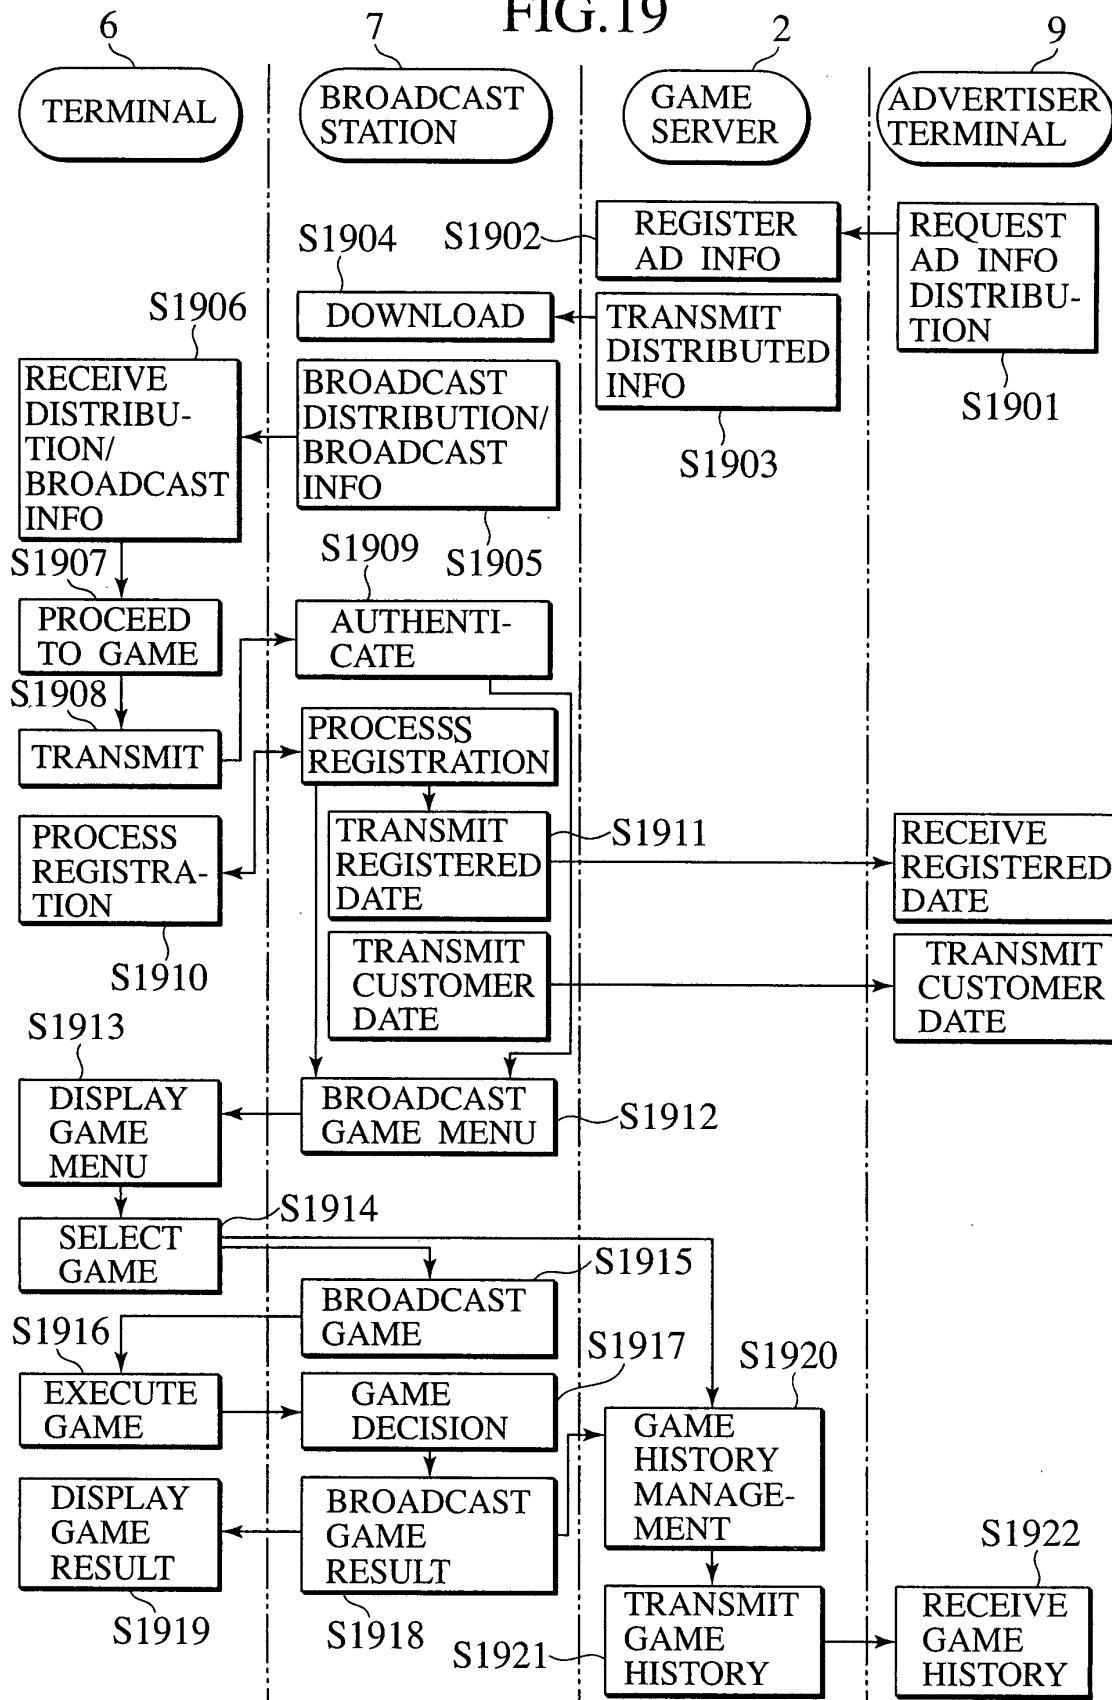 FIG.19
6
7
2
9
TERMINAL
BROADCAST
STATION
GAME
SERVER
ADVERTISER
TERMINAL
S1904
S1902
REGISTER
AD INFO
REQUEST
AD INFO
DISTRIBU-
TION
S1901
S1906
DOWNLOAD
TRANSMIT
DISTRIBUTED
INFO
S1903
RECEIVE
DISTRIBU-
TION/
BROADCAST
INFO
BROADCAST
DISTRIBUTION/
BROADCAST
INFO
S1905
S1907
S1909
PROCEED
TO GAME
AUTHENTI-
CATE
S1908
TRANSMIT
PROCESSS
REGISTRATION
PROCESS
REGISTRA-
TION
S1910
TRANSMIT
REGISTERED
DATE
S1911
RECEIVE
REGISTERED
DATE
TRANSMIT
CUSTOMER
DATE
TRANSMIT
CUSTOMER
DATE
S1913
DISPLAY
GAME
MENU
BROADCAST
GAME MENU
S1912
S1914
SELECT
GAME
S1915
BROADCAST
GAME
S1916
S1917
S1920
EXECUTE
GAME
GAME
DECISION
GAME
HISTORY
MANAGE-
MENT
DISPLAY
GAME
RESULT
S1919
BROADCAST
GAME
RESULT
S1918
S1922
S1921
TRANSMIT
GAME
HISTORY
RECEIVE
GAME
HISTORY